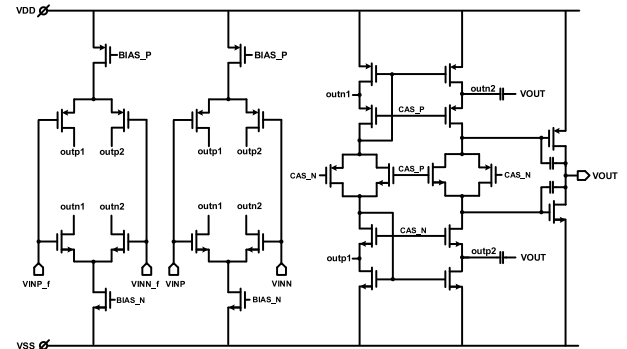 VDD
BIAS_P
BIAS_P
outn1
outn2
VOUT
CAS_P
outp1
outp2
outp1
outp2
CAS_N
CAS_P
CAS_N
VOUT
outn1
outn2
outn1
outn2
CAS_N
outp1
outp2
VOUT
VINP_f
VINN_f
VINP
VINN
BIAS_N
BIAS_N
VSS